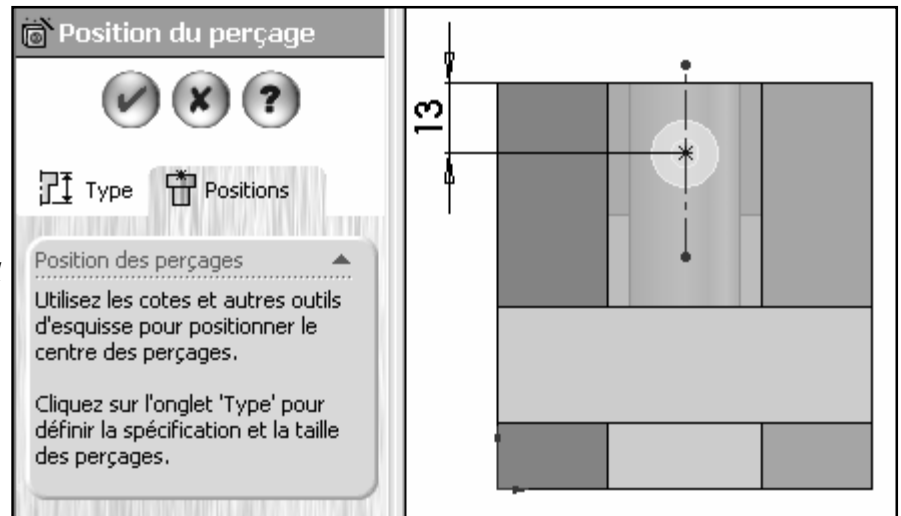 Position du perçage
?
Type Positions
Position des perçages
Utilisez les cotes et autres outils
d'esquisse pour positionner le
centre des perçages.
Cliquez sur l'onglet 'Type' pour
définir la spécification et la taille
des perçages.
13